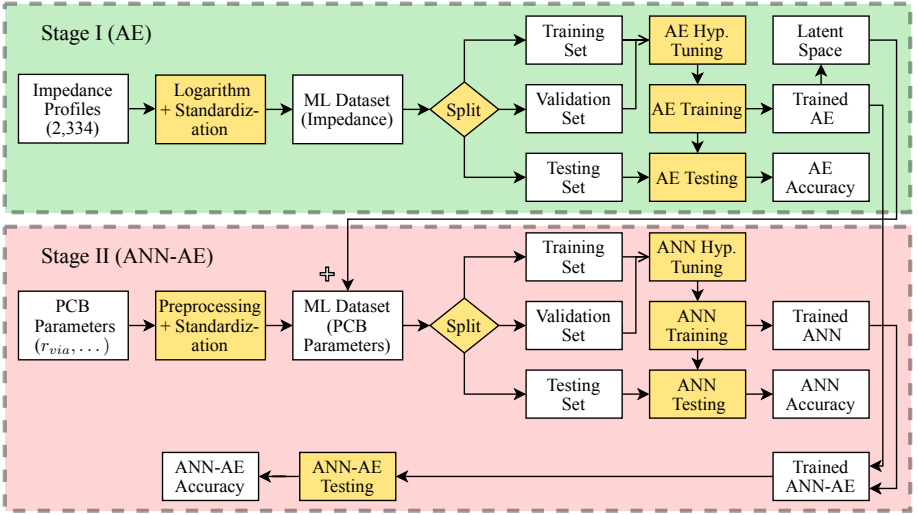 Stage I (AE)
Impedance
Profiles
(2,334)
Logarithm
+ Standardiz-
ation
ML Dataset
(Impedance)
Split
Training
Set
Validation
Set
Testing
Set
AE Hyp.
Tuning
AE Training
AE Testing
Latent
Space
Trained
AE
AE
Accuracy
Stage II (ANN-AE)
PCB
Parameters
(r_{via}, . . . )
Preprocessing
+ Standardiz-
ation
ML Dataset
(PCB
Parameters)
Split
Training
Set
Validation
Set
Testing
Set
ANN Hyp.
Tuning
ANN
Training
ANN
Testing
Trained
ANN
ANN
Accuracy
ANN-AE
Accuracy
ANN-AE
Testing
Trained
ANN-AE